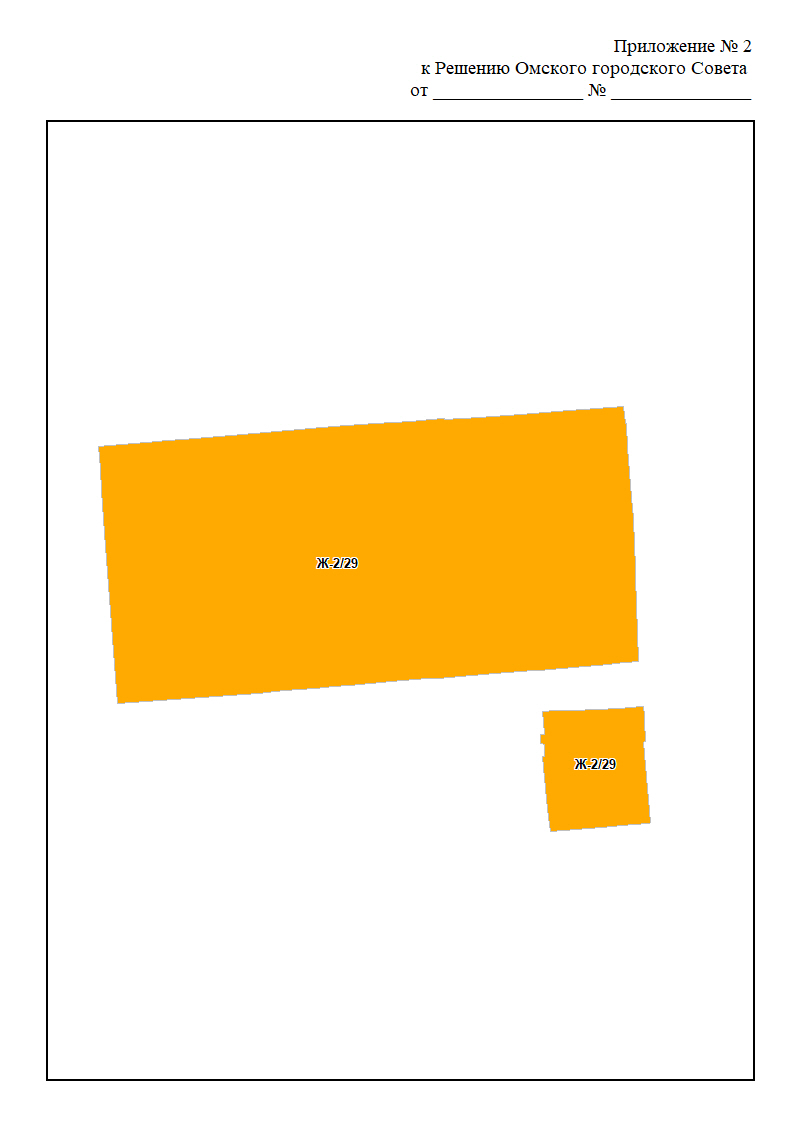 Приложение № 2
к Решению Омского городского Совета
от ________________ № _______________
Ж-2/29
Ж-2/29